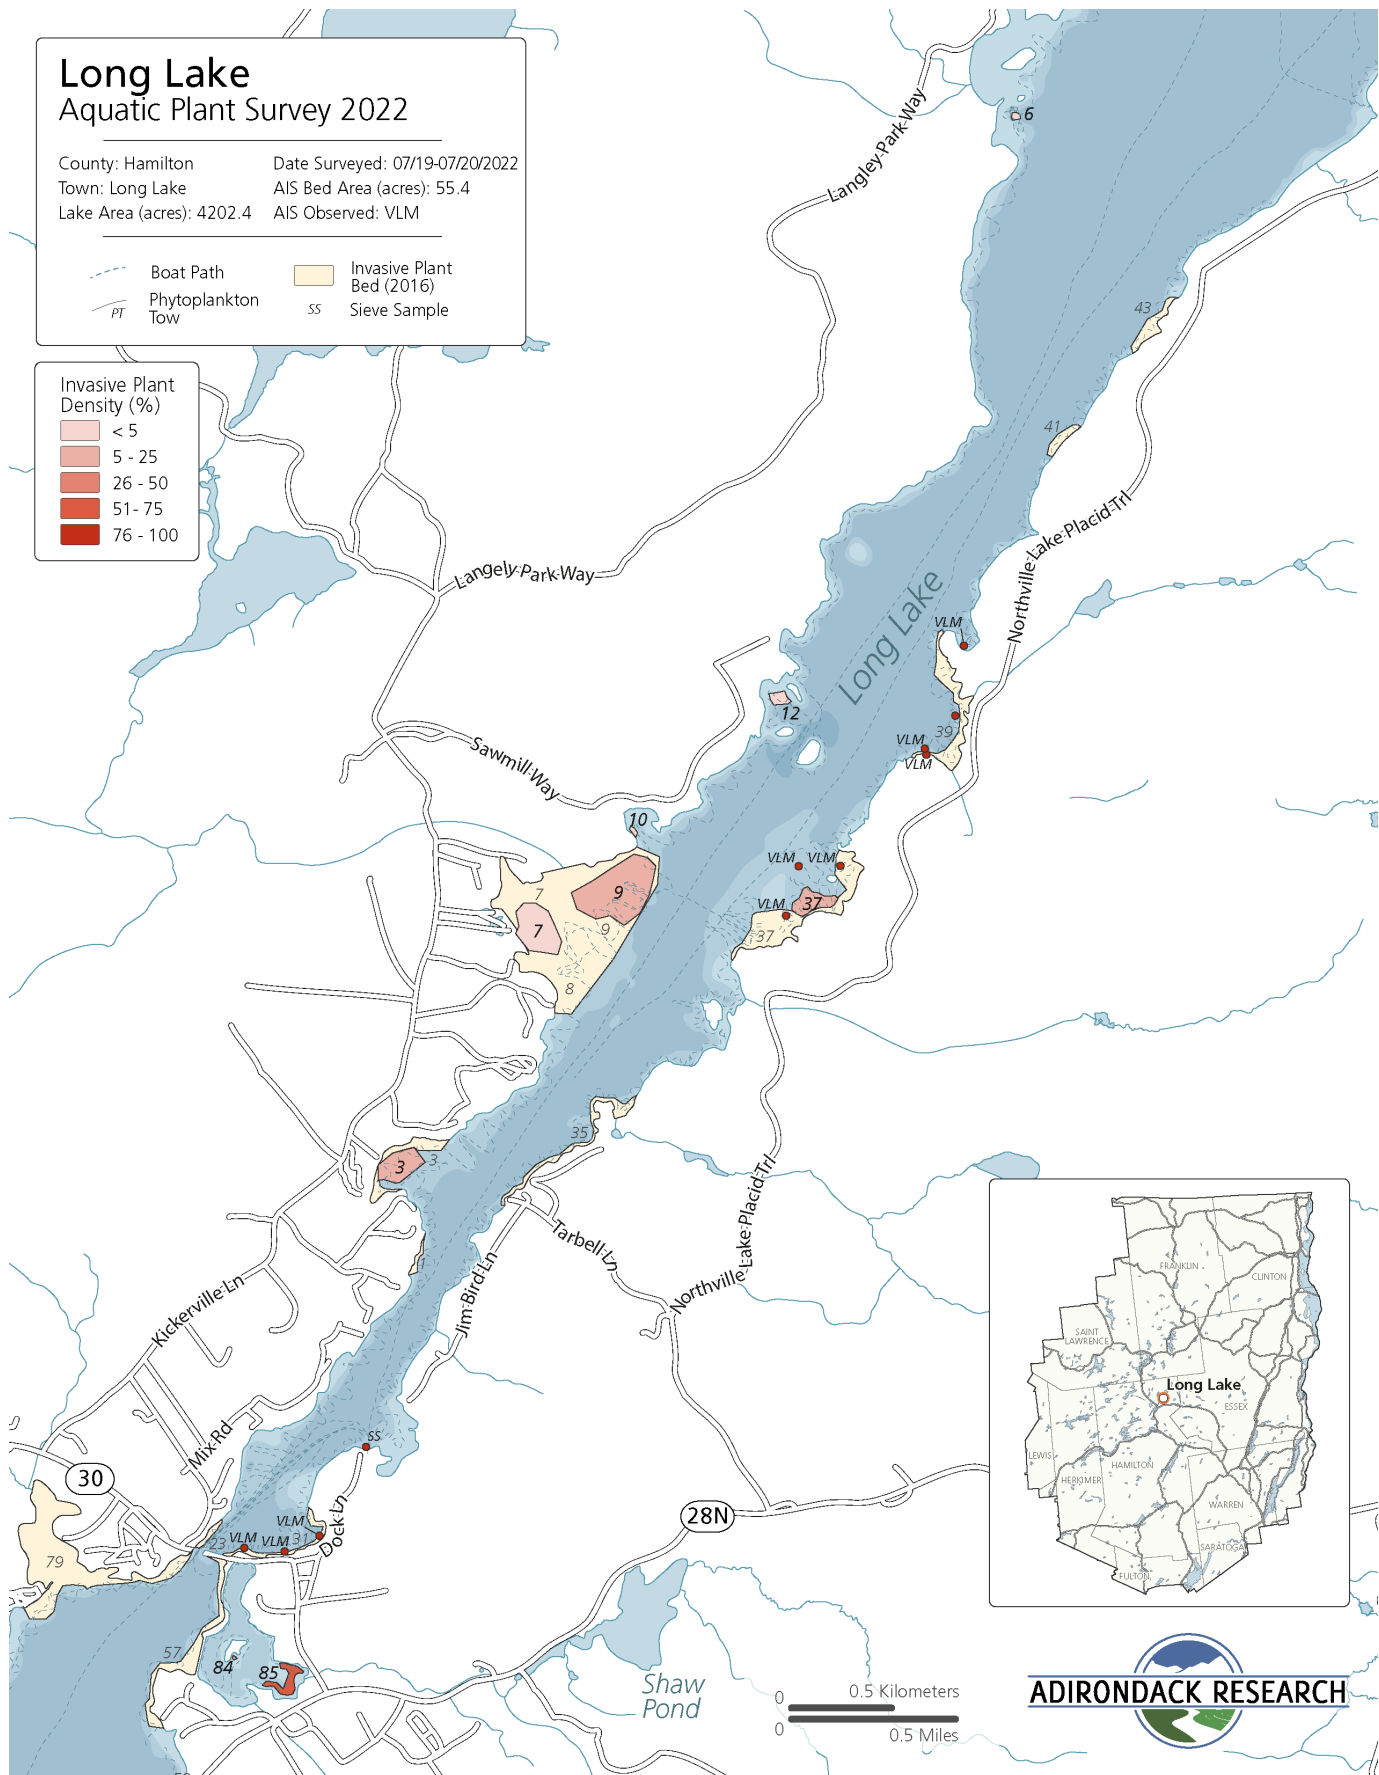 Long Lake
Aquatic Plant Survey 2022
County: Hamilton
Date Surveyed: 07/19-07/20/2022
Town: Long Lake
AIS Bed Area (acres): 55.4
Lake Area (acres): 4202.4
AIS Observed: VLM
Boat Path
Invasive Plant
Bed (2016)
PT
Phytoplankton
Tow
SS
Sieve Sample
Invasive Plant
Density (%)
< 5
5 - 25
26 - 50
51- 75
76 - 100
6
Langley Park Way
43
41
Northville Lake Placid Trl
Langely Park Way
Long Lake
VLM
12
39
VLM
VLM
Sawmill Way
10
VLM
VLM
7
9
VLM
37
7
9
37
8
35
3
3
Tarbell Ln
Northville Lake Placid Trl
1
Jim Bird Ln
Kickerville Ln
Mix Rd
SS
30
28N
Dock Ln
VLM
23
VLM
VLM
31
79
57
84
85
Shaw
Pond
0
0.5 Kilometers
0
0.5 Miles
FRANKLIN
CLINTON
SAINT
LAWRENCE
Long Lake
ESSEX
LEWIS
HAMILTON
HERKIMER
WARREN
SARATOGA
FULTON
ADIRONDACK RESEARCH